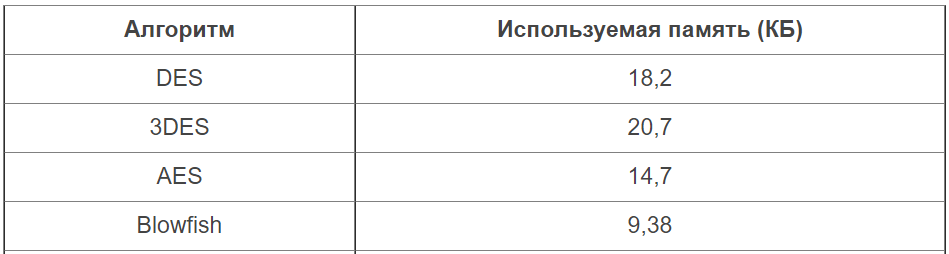 Алгоритм Используемая память (КБ)
DES 18,2
3DES 20,7
AES 14,7
Blowfish 9,38